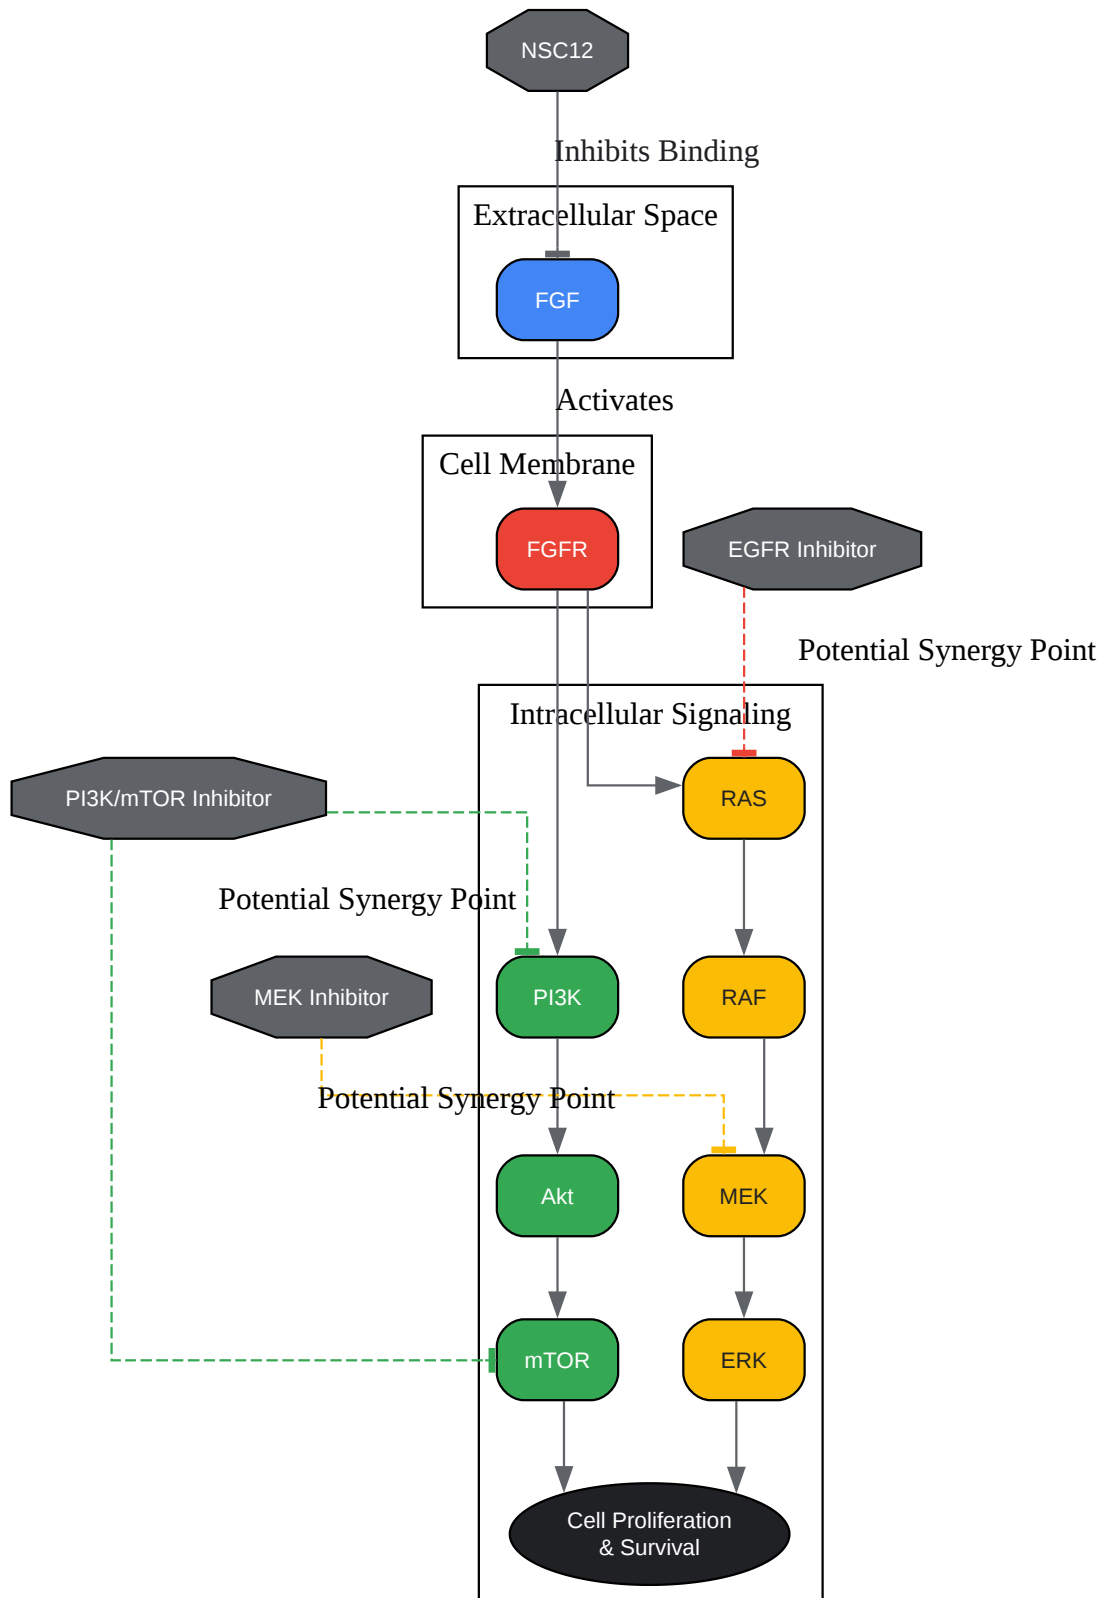 NSC12
Inhibits Binding
Extracellular Space
FGF
Activates
Cell Membrane
FGFR
EGFR Inhibitor
Potential Synergy Point
Intracellular Signaling
PI3K/mTOR Inhibitor
RAS
Potential Synergy Point
MEK Inhibitor
PI3K
RAF
Potential Synergy Point
Akt
MEK
mTOR
ERK
Cell Proliferation
& Survival